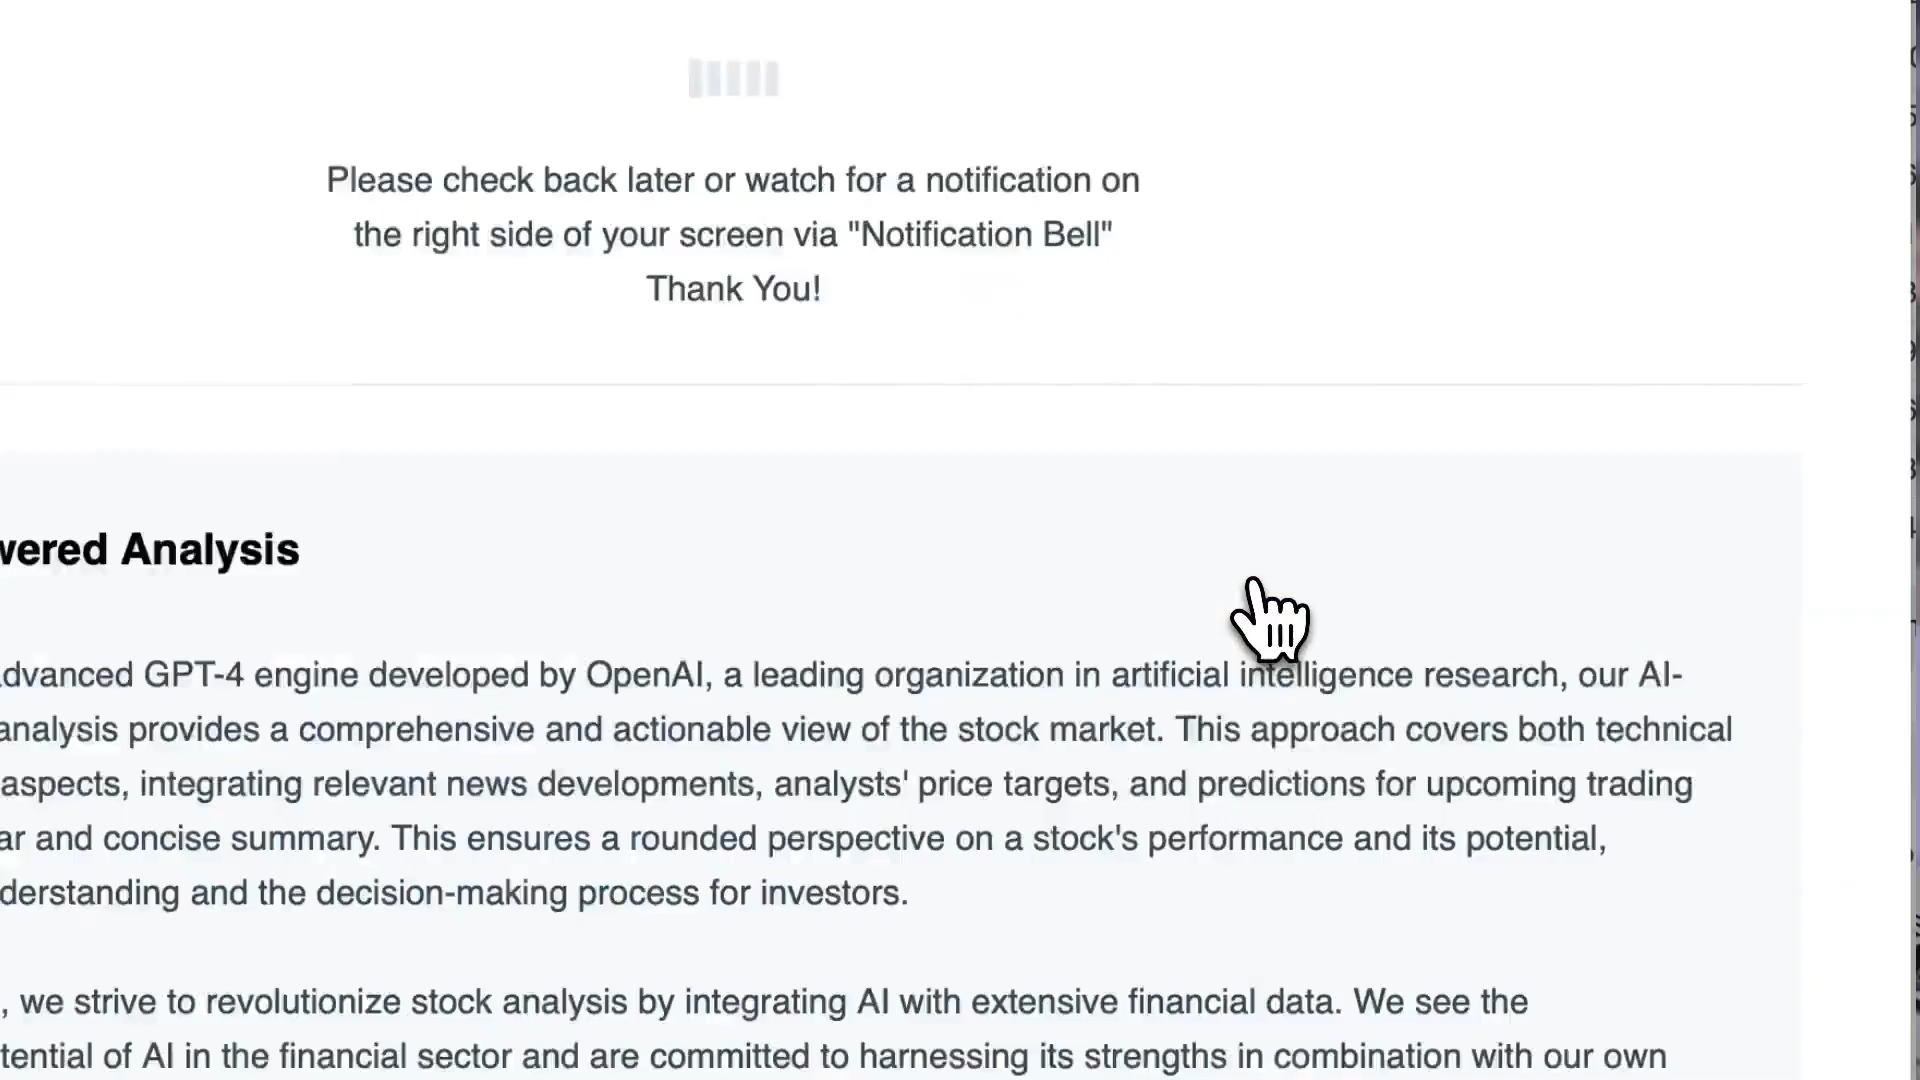 Please check back later or watch for a notification on
the right side of your screen via "Notification Bell"
Thank You!
wered Analysis
dvanced GPT-4 engine developed by OpenAI, a leading organization in artificial intelligence research, our AI-
analysis provides a comprehensive and actionable view of the stock market. This approach covers both technical
aspects, integrating relevant news developments, analysts' price targets, and predictions for upcoming trading
ar and concise summary. This ensures a rounded perspective on a stock's performance and its potential,
derstanding and the decision-making process for investors.
, we strive to revolutionize stock analysis by integrating AI with extensive financial data. We see the
tential of AI in the financial sector and are committed to harnessing its strengths in combination with our own